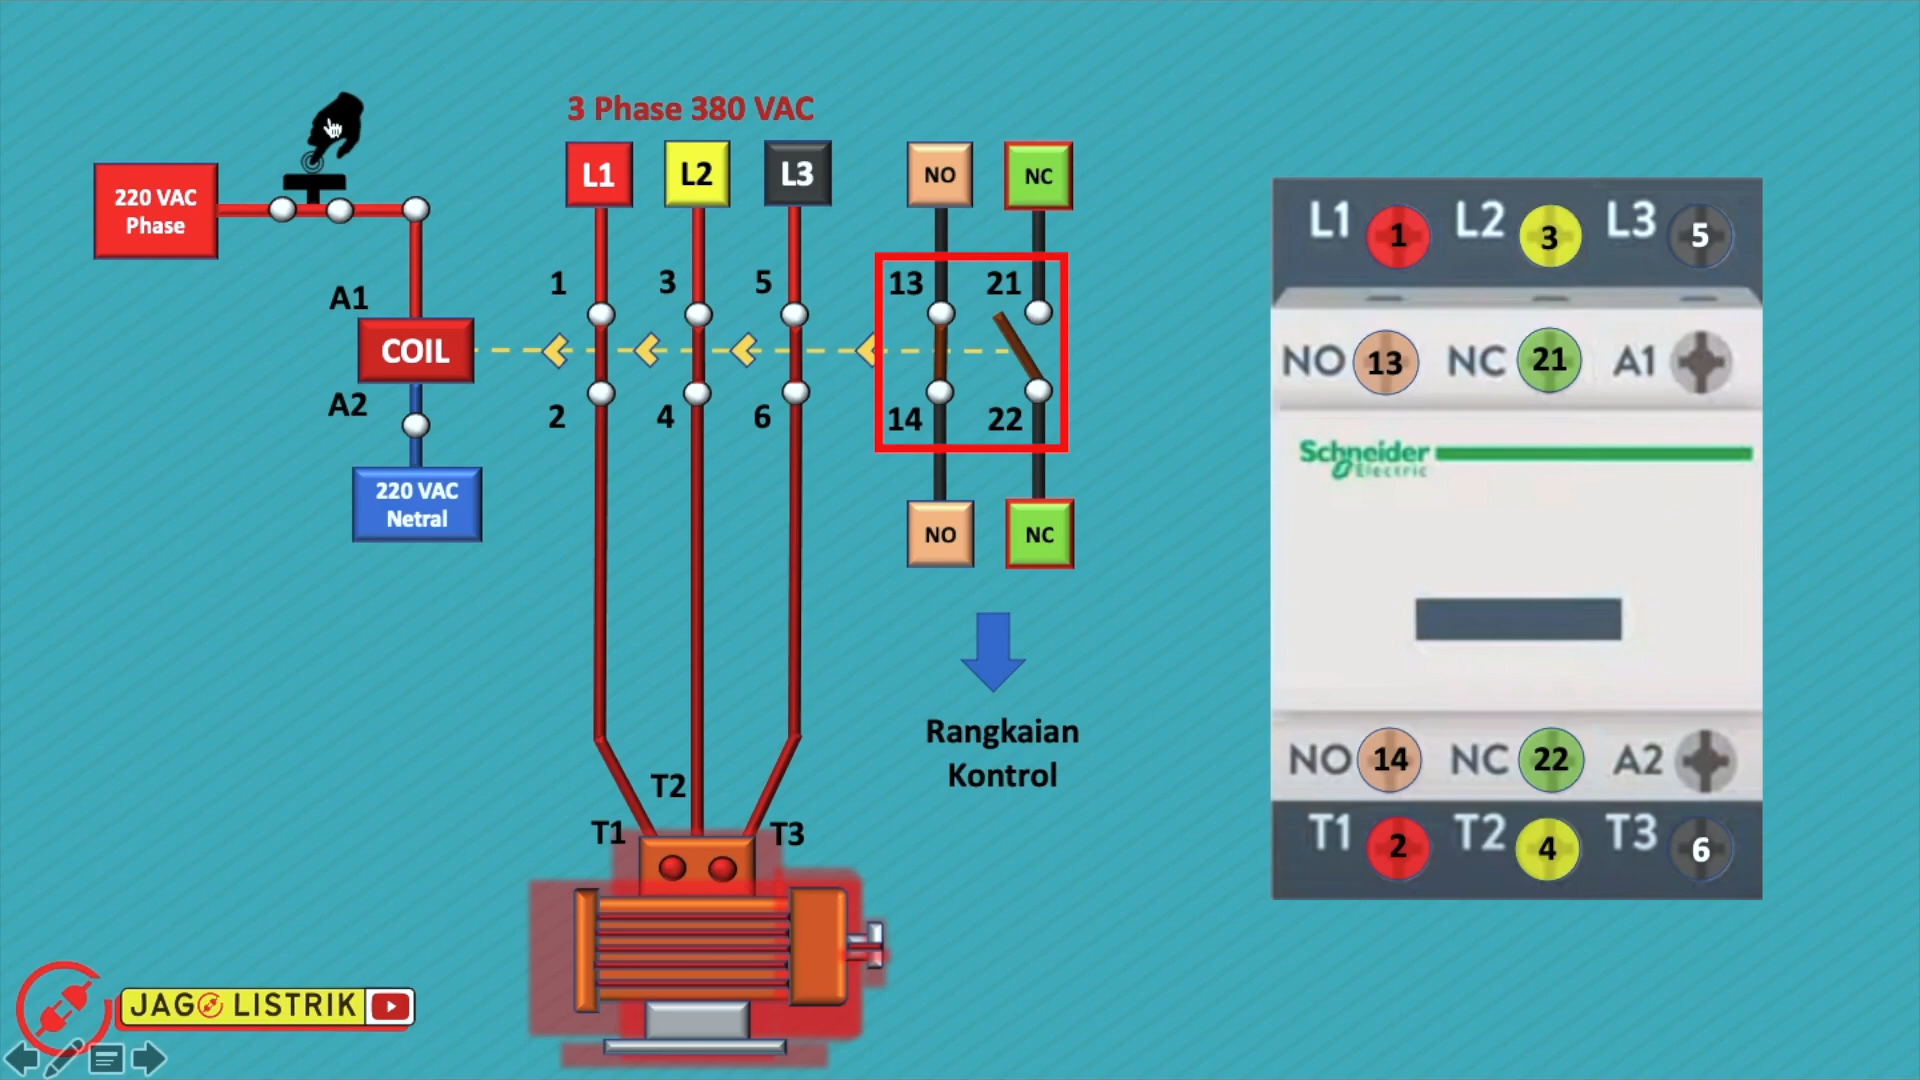 3 Phase 380 VAC
220 VAC
Phase
L1
L2
L3
NO
NC
A1
COIL
A2
220 VAC
Netral
1
3
5
2
4
6
13
21
14
22
NO
NC
Rangkaian
Kontrol
T2
T1
T3
L1 1 L2 3 L3 5
NO 13 NC 21 A1
Schneider
Electric
NO 14 NC 22 A2
T1 2 T2 4 T3 6
JAGO LISTRIK